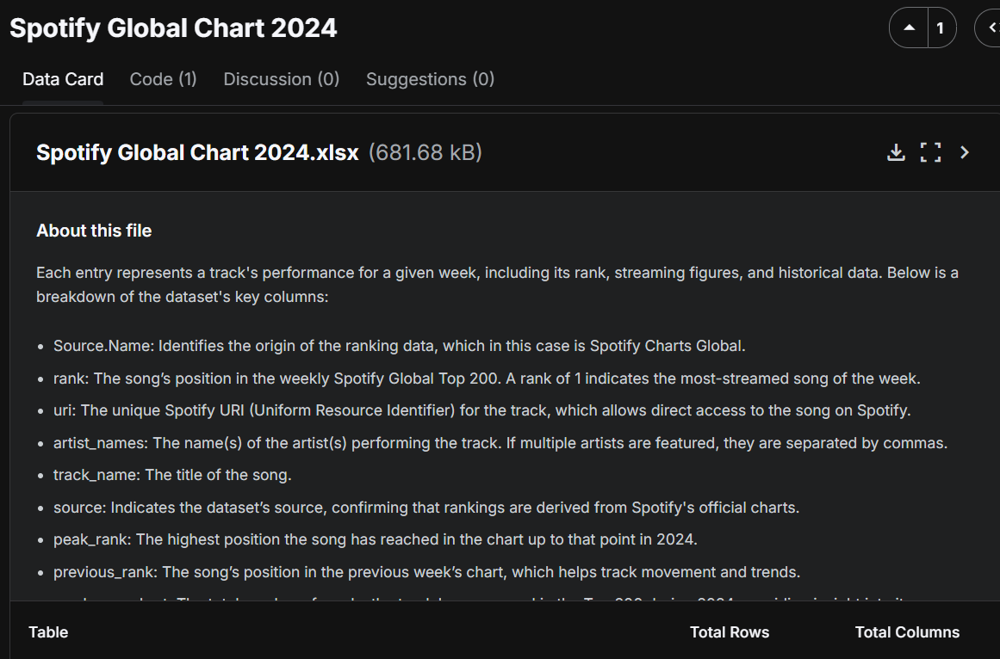 Spotify Global Chart 2024
1
Data Card Code (1) Discussion (0) Suggestions (0)
Spotify Global Chart 2024.xlsx (681.68 kB)
About this file
Each entry represents a track's performance for a given week, including its rank, streaming figures, and historical data. Below is a
breakdown of the dataset's key columns:
• Source.Name: Identifies the origin of the ranking data, which in this case is Spotify Charts Global.
• rank: The song’s position in the weekly Spotify Global Top 200. A rank of 1 indicates the most-streamed song of the week.
• uri: The unique Spotify URI (Uniform Resource Identifier) for the track, which allows direct access to the song on Spotify.
• artist_names: The name(s) of the artist(s) performing the track. If multiple artists are featured, they are separated by commas.
• track_name: The title of the song.
• source: Indicates the dataset’s source, confirming that rankings are derived from Spotify's official charts.
• peak_rank: The highest position the song has reached in the chart up to that point in 2024.
• previous_rank: The song’s position in the previous week’s chart, which helps track movement and trends.
Table Total Rows Total Columns